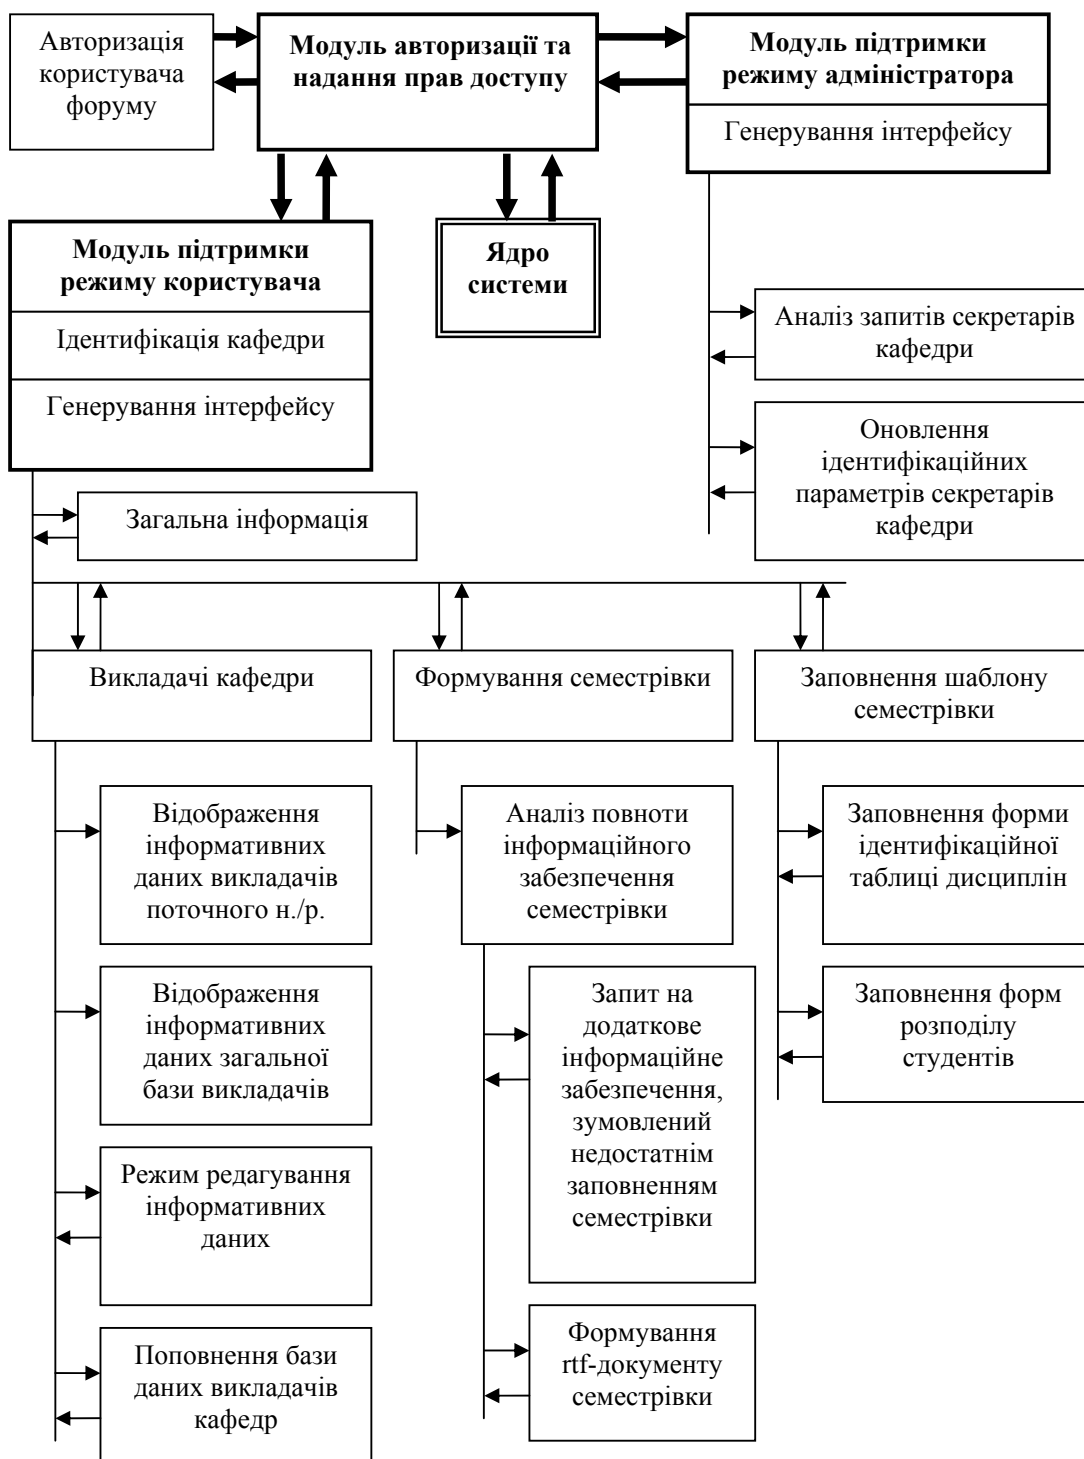 Авторизація
користувача
форуму
Модуль авторизації та
надання прав доступу
Модуль підтримки
режиму адміністратора
Генерування інтерфейсу
Модуль підтримки
режиму користувача
Ідентифікація кафедри
Генерування інтерфейсу
Ядро
системи
Аналіз запитів секретарів
кафедри
Оновлення
ідентифікаційних
параметрів секретарів
кафедри
Загальна інформація
Викладачі кафедри
Формування семестрівки
Заповнення шаблону
семестрівки
Відображення
інформативних
даних викладачів
поточного н./р.
Відображення
інформативних
даних загальної
бази викладачів
Режим редагування
інформативних
даних
Поповнення бази
даних викладачів
кафедр
Аналіз повноти
інформаційного
забезпечення
семестрівки
Запит на
додаткове
інформаційне
забезпечення,
зумовлений
недостатнім
заповненням
семестрівки
Формування
rtf-документу
семестрівки
Заповнення форми
ідентифікаційної
таблиці дисциплін
Заповнення форм
розподілу
студентів